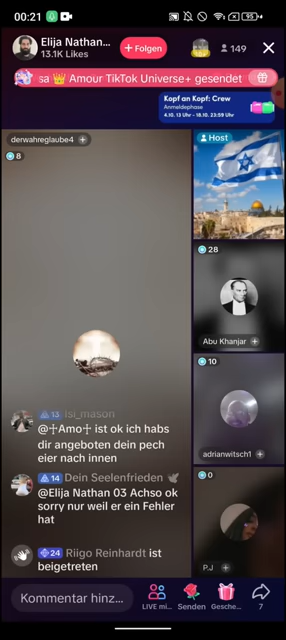 00:21
95
Elija Nathan...
13.1K Likes
+ Folgen
149
sa 👑 Amour TikTok Universe+ gesendet
Kopf an Kopf: Crew
Anmeldephase
4.10. 13 Uhr - 18.10. 23:59 Uhr
derwahreglaube4 +
8
Host
28
Abu Khanjar +
10
adrianwitsch1 +
0
P.J +
13 isi_mason
@☩Amo☩ ist ok ich habs
dir angeboten dein pech
eier nach innen
14 Dein Seelenfrieden 🕊
@Elija Nathan 03 Achso ok
sorry nur weil er ein Fehler
hat
24 Riigo Reinhardt ist
beigetreten
Kommentar hinz...
LIVE mi...
Senden
Gesche...
7